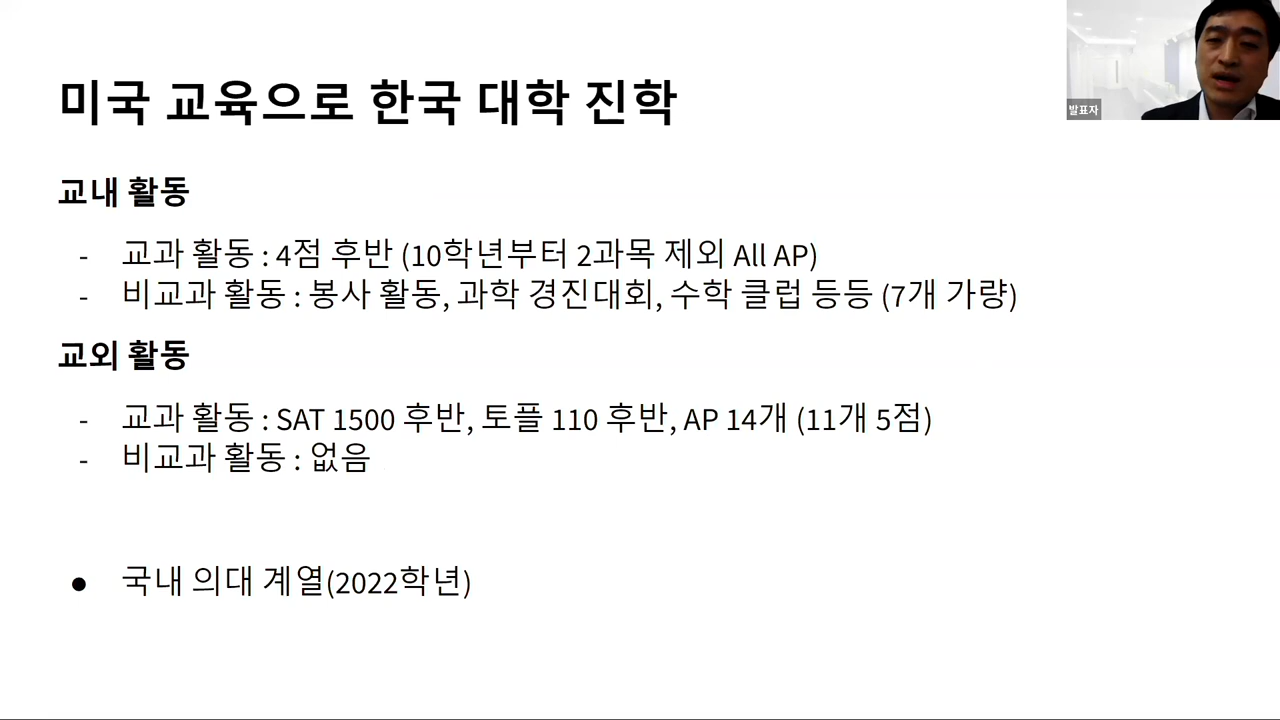 미국 교육으로 한국 대학 진학
발표자
교내 활동
- 교과 활동 : 4점 후반 (10학년부터 2과목 제외 All AP)
- 비교과 활동 : 봉사 활동, 과학 경진대회, 수학 클럽 등등 (7개 가량)
교외 활동
- 교과 활동 : SAT 1500 후반, 토플 110 후반, AP 14개 (11개 5점)
- 비교과 활동 : 없음
● 국내 의대 계열(2022학년)